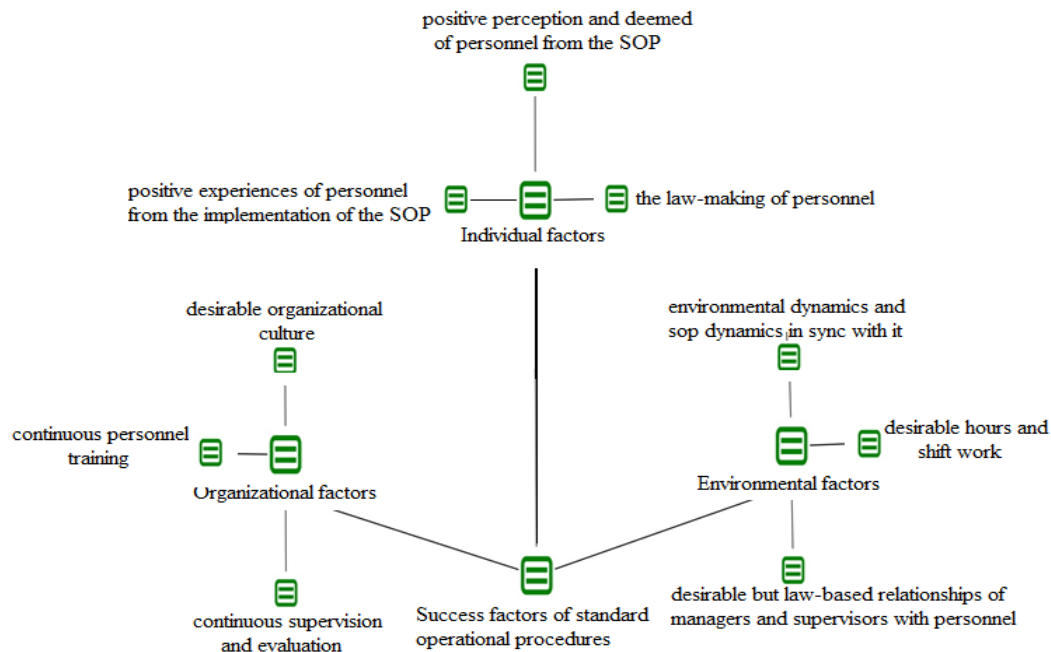 positive perception and deemed
of personnel from the SOP
positive experiences of personnel
from the implementation of the SOP
the law-making of personnel
Individual factors
desirable organizational
culture
environmental dynamics and
sop dynamics in sync with it
continuous personnel
training
desirable hours and
shift work
Organizational factors
Environmental factors
continuous supervision
and evaluation
Success factors of standard
operational procedures
desirable but law-based relationships of
managers and supervisors with personnel